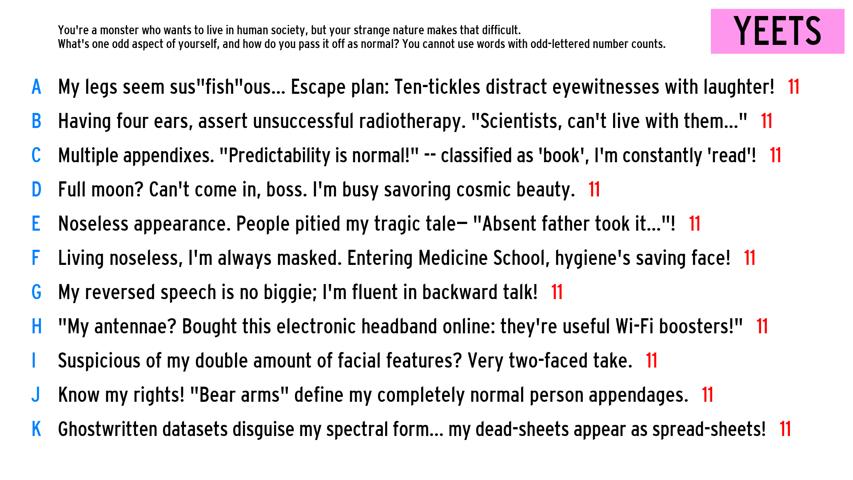 You're a monster who wants to live in human society, but your strange nature makes that difficult.
What's one odd aspect of yourself, and how do you pass it off as normal? You cannot use words with odd-lettered number counts.
YEETS
A My legs seem sus"fish"ous... Escape plan: Ten-tickles distract eyewitnesses with laughter! 11
B Having four ears, assert unsuccessful radiotherapy. "Scientists, can't live with them..." 11
C Multiple appendixes. "Predictability is normal!" -- classified as 'book', I'm constantly 'read'! 11
D Full moon? Can't come in, boss. I'm busy savoring cosmic beauty. 11
E Noseless appearance. People pitied my tragic tale— "Absent father took it..."! 11
F Living noseless, I'm always masked. Entering Medicine School, hygiene's saving face! 11
G My reversed speech is no biggie; I'm fluent in backward talk! 11
H "My antennae? Bought this electronic headband online: they're useful Wi-Fi boosters!" 11
I Suspicious of my double amount of facial features? Very two-faced take. 11
J Know my rights! "Bear arms" define my completely normal person appendages. 11
K Ghostwritten datasets disguise my spectral form... my dead-sheets appear as spread-sheets! 11